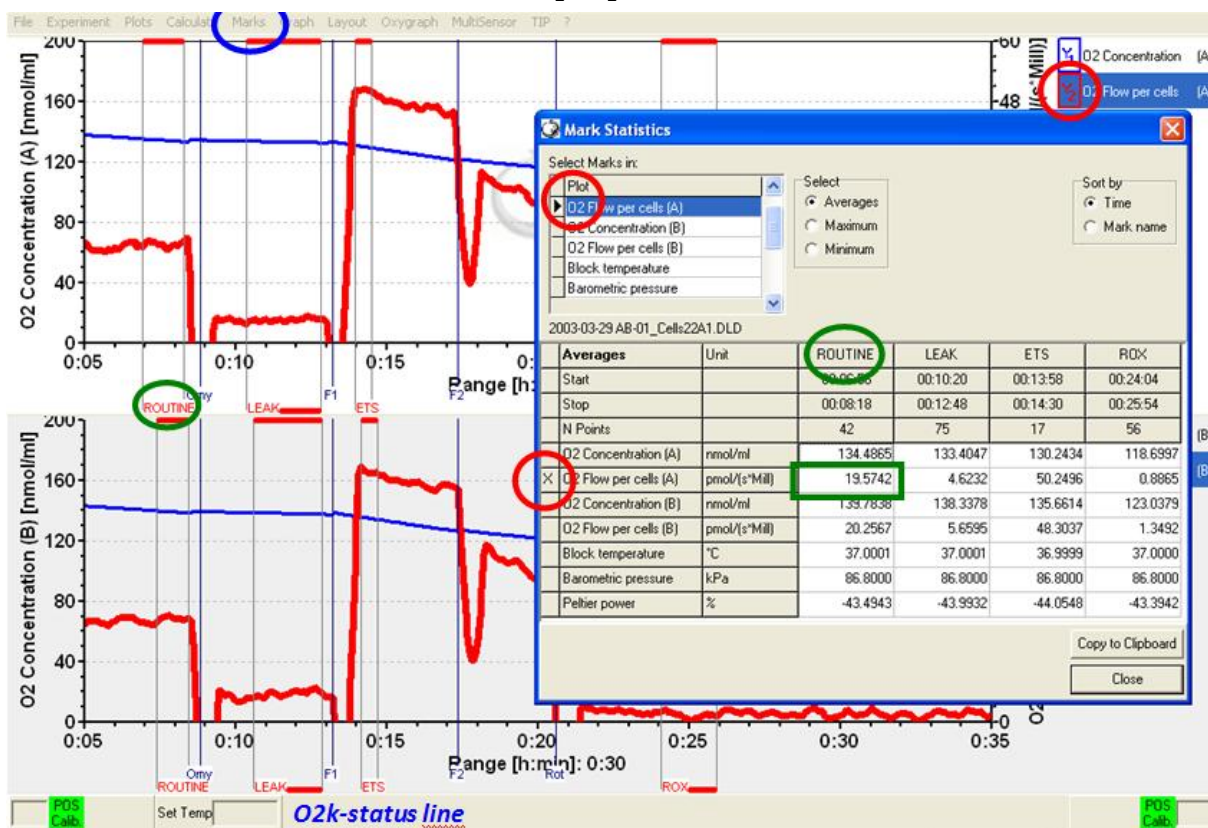 File Experiment Plots Calculat Marks aph Layout Oxygraph MultiSensor TIP ?
O2 Concentration (A) [nmol/ml]
200
160
120
80
40
0
0:05 0:10 0:15 0:
Range [h:
Omy F1 F2
ROUTINE LEAK ETS
60
48
O2 Concentration (A
O2 Flow per cells (A
Mark Statistics
Select Marks in:
Plot
O2 Flow per cells (A)
O2 Concentration (B)
O2 Flow per cells (B)
Block temperature
Barometric pressure
Select
Averages
Maximum
Minimum
Sort by
Time
Mark name
2003-03-29 AB-01_Cells22A1.DLD
Averages Unit ROUTINE LEAK ETS ROX
Start 00:10:20 00:13:58 00:24:04
Stop 00:08:18 00:12:48 00:14:30 00:25:54
N Points 42 75 17 56
O2 Concentration (A) nmol/ml 134.4865 133.4047 130.2434 118.6997
X O2 Flow per cells (A) pmol/(s*Mill) 19.5742 4.6232 50.2496 0.8865
O2 Concentration (B) nmol/ml 139.7838 138.3378 135.6614 123.0379
O2 Flow per cells (B) pmol/(s*Mill) 20.2567 5.6595 48.3037 1.3492
Block temperature °C 37.0001 37.0001 36.9999 37.0000
Barometric pressure kPa 86.8000 86.8000 86.8000 86.8000
Peltier power % -43.4943 -43.9932 -44.0548 -43.3942
Copy to Clipboard
Close
O2 Concentration (B) [nmol/ml]
200
160
120
80
40
0
0:05 0:10 0:15 0:20 0:25 0:30 0:35
Range [h:min]: 0:30
Omy F1 F2 Rot
ROUTINE LEAK ETS ROX
POS
Calib.
Set Temp
O2k-status line
POS
Calib.